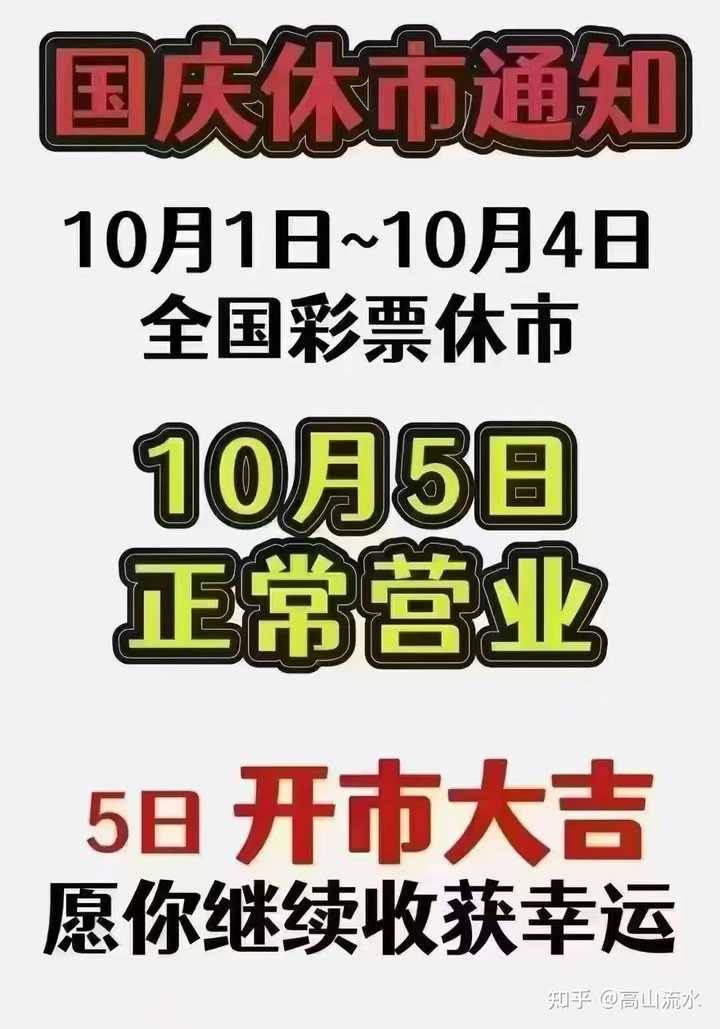 国庆休市通知
10月1日~10月4日
全国彩票休市
10月5日
正常营业
5日 开市大吉
愿你继续收获幸运
知乎 @高山流水